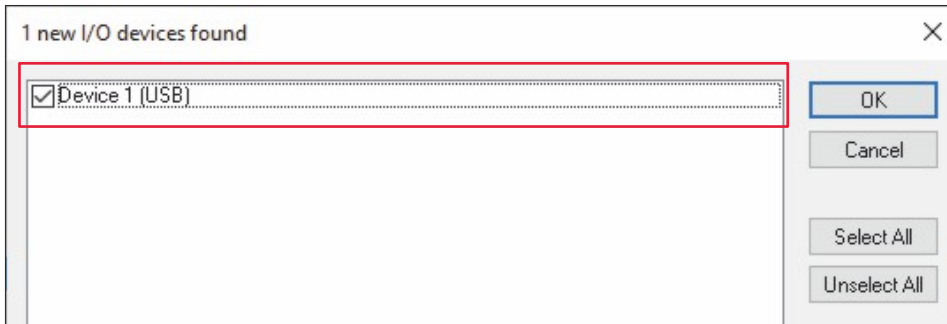 1 new I/O devices found
Device 1 (USB)
OK
Cancel
Select All
Unselect All